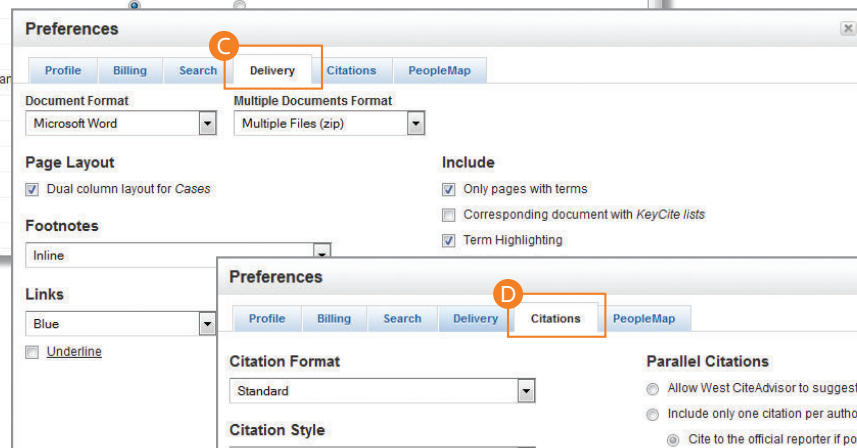 Preferences
C
Profile Billing Search Delivery Citations PeopleMap
Document Format Multiple Documents Format
Microsoft Word Multiple Files (zip)
Page Layout Include
Dual column layout for Cases Only pages with terms
Corresponding document with KeyCite lists
Footnotes Term Highlighting
Inline
Links
Blue
Underline
Preferences
D
Profile Billing Search Delivery Citations PeopleMap
Citation Format Parallel Citations
Standard Allow West CiteAdvisor to suggest
Include only one citation per autho
Citation Style Cite to the official reporter if po